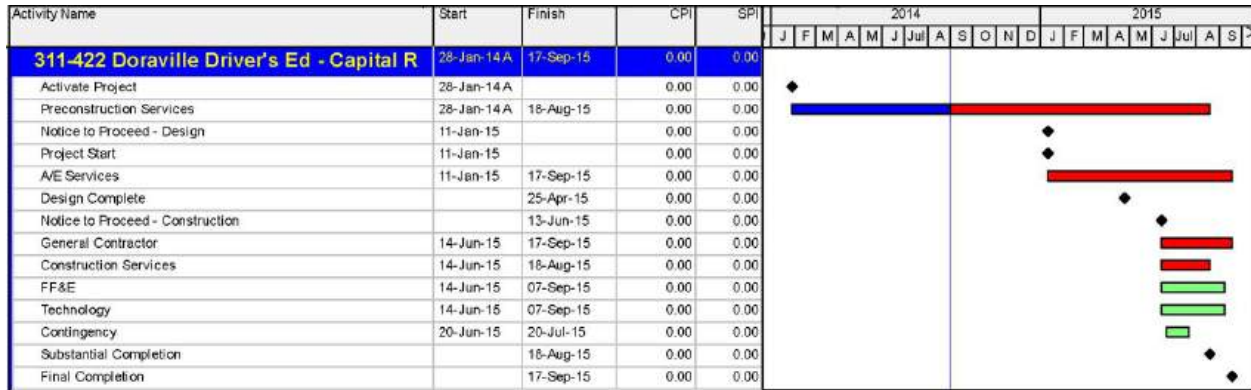 Activity Name Start Finish CPI SPI 2014 2015
J F M A M J Jul A S O N D J F M A M J Jul A S
311-422 Doraville Driver's Ed - Capital R 28-Jan-14 A 17-Sep-15 0.00 0.00
Activate Project 28-Jan-14 A 0.00 0.00
Preconstruction Services 28-Jan-14 A 18-Aug-15 0.00 0.00
Notice to Proceed - Design 11-Jan-15 0.00 0.00
Project Start 11-Jan-15 0.00 0.00
A/E Services 11-Jan-15 17-Sep-15 0.00 0.00
Design Complete 25-Apr-15 0.00 0.00
Notice to Proceed - Construction 13-Jun-15 0.00 0.00
General Contractor 14-Jun-15 17-Sep-15 0.00 0.00
Construction Services 14-Jun-15 18-Aug-15 0.00 0.00
FF&E 14-Jun-15 07-Sep-15 0.00 0.00
Technology 14-Jun-15 07-Sep-15 0.00 0.00
Contingency 20-Jun-15 20-Jul-15 0.00 0.00
Substantial Completion 18-Aug-15 0.00 0.00
Final Completion 17-Sep-15 0.00 0.00